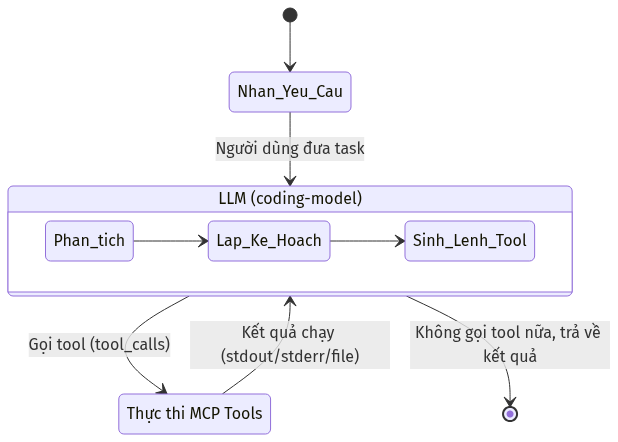 Nhan_Yeu_Cau
Người dùng đưa task
LLM (coding-model)
Phan_tich
Lap_Ke_Hoach
Sinh_Lenh_Tool
Gọi tool (tool_calls)
Kết quả chạy
(stdout/stderr/file)
Không gọi tool nữa, trả về
kết quả
Thực thi MCP Tools